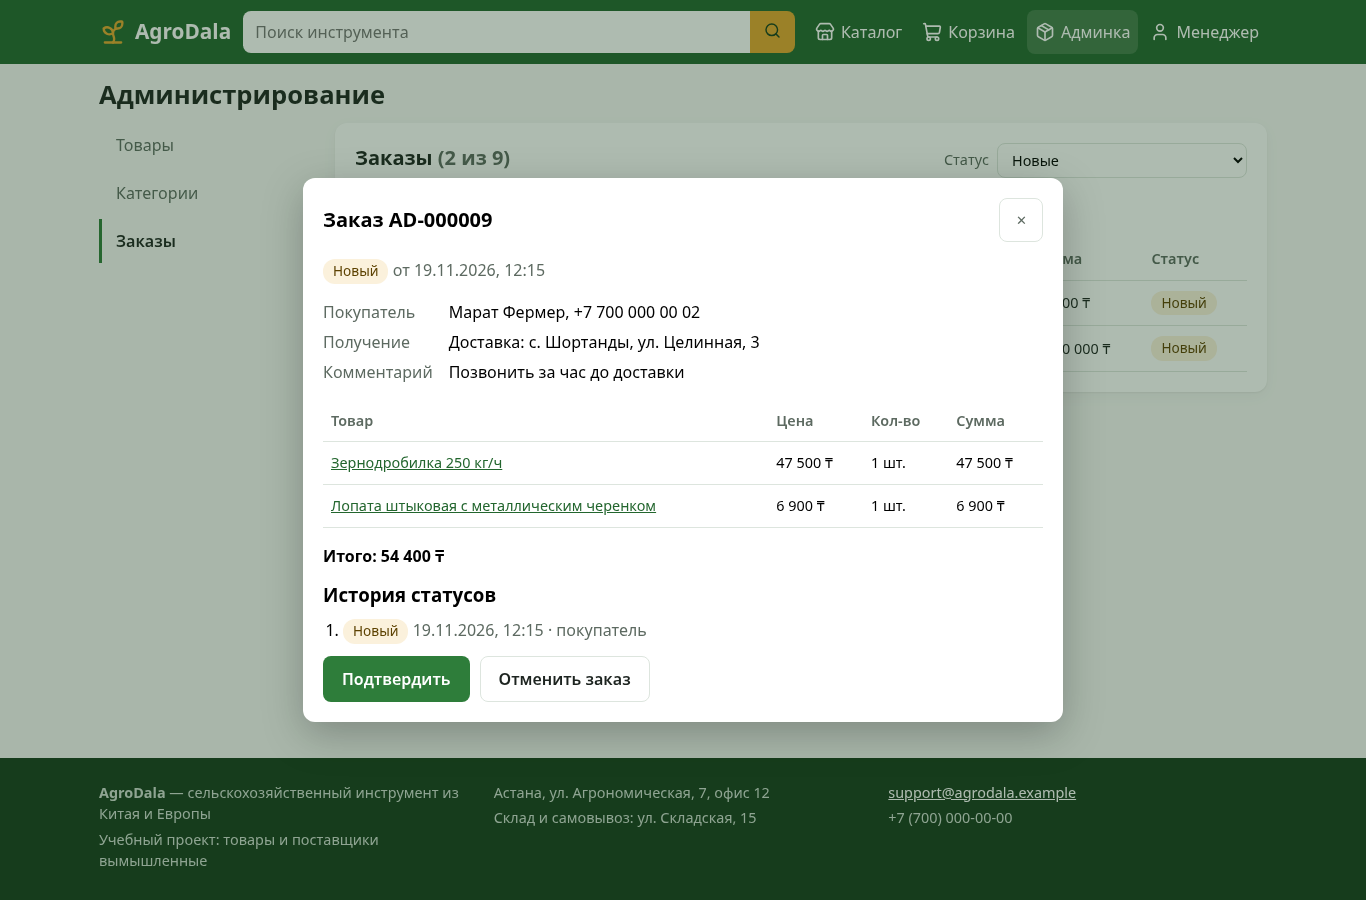 AgroDala
Поиск инструмента
Каталог
Корзина
Админка
Менеджер
Администрирование
Товары
Категории
Заказы
Заказы (2 из 9)
Статус
Новые
ма
Статус
00 ₸
Новый
0 000 ₸
Новый
Заказ AD-000009
×
Новый от 19.11.2026, 12:15
Покупатель Марат Фермер, +7 700 000 00 02
Получение Доставка: с. Шортанды, ул. Целинная, 3
Комментарий Позвонить за час до доставки
Товар Цена Кол-во Сумма
Зернодробилка 250 кг/ч 47 500 ₸ 1 шт. 47 500 ₸
Лопата штыковая с металлическим черенком 6 900 ₸ 1 шт. 6 900 ₸
Итого: 54 400 ₸
История статусов
1. Новый 19.11.2026, 12:15 · покупатель
Подтвердить
Отменить заказ
AgroDala — сельскохозяйственный инструмент из
Китая и Европы
Учебный проект: товары и поставщики
вымышленные
Астана, ул. Агрономическая, 7, офис 12
Склад и самовывоз: ул. Складская, 15
support@agrodala.example
+7 (700) 000-00-00